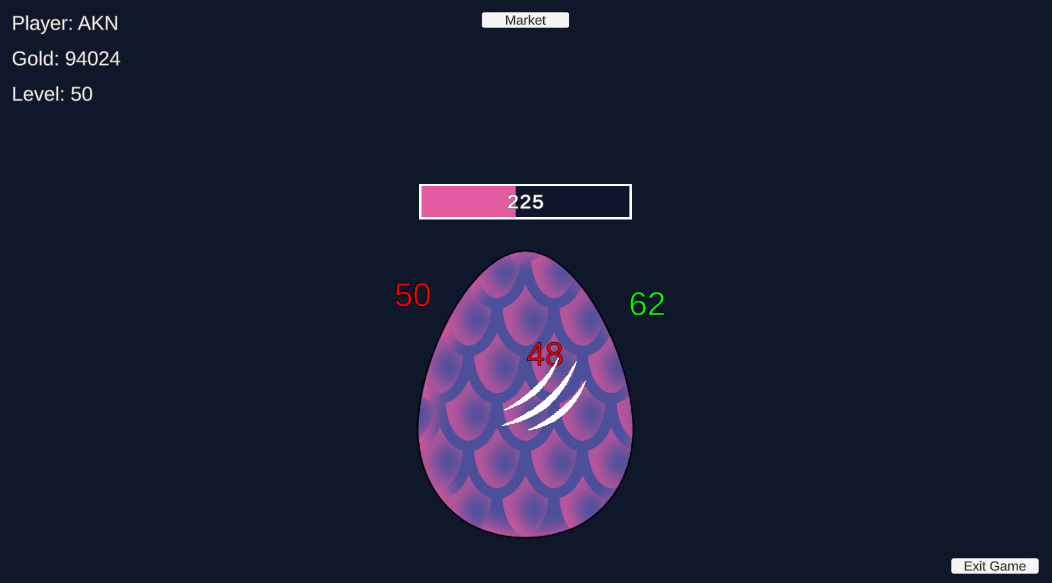 Player: AKN
Market
Gold: 94024
Level: 50
225
50
62
48
Exit Game